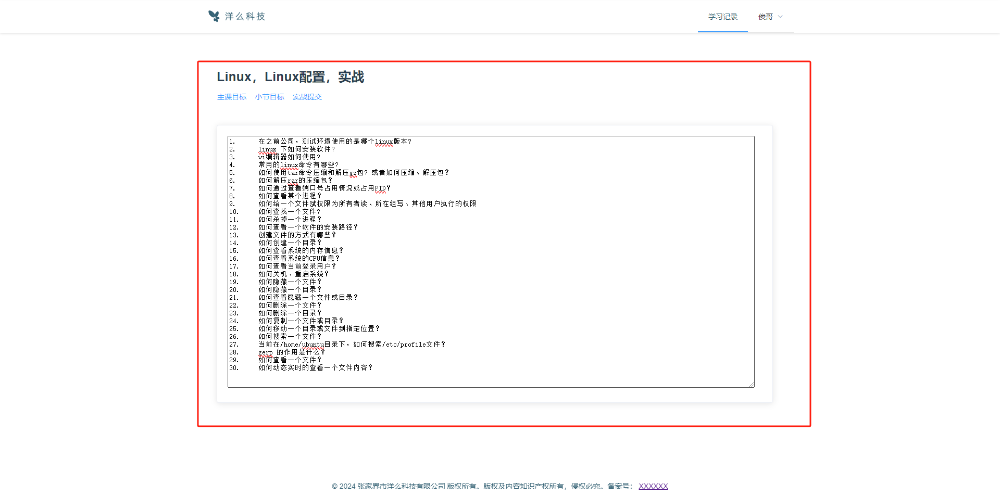 洋么科技
学习记录
俊哥
Linux，Linux配置，实战
主课目标 小节目标 实战提交
1. 在之前公司，测试环境使用的是哪个linux版本?
2. linux 下如何安装软件?
3. vi编辑器如何使用?
4. 常用的linux命令有哪些?
5. 如何使用tar命令压缩和解压gz包? 或者如何压缩、解压包？
6. 如何解压rar的压缩包？
7. 如何通过查看端口号占用情况或占用PID？
8. 如何查看某个进程？
9. 如何给一个文件赋权限为所有者读、所在组写、其他用户执行的权限
10. 如何查找一个文件?
11. 如何杀掉一个进程？
12. 如何查看一个软件的安装路径？
13. 创建文件的方式有哪些？
14. 如何创建一个目录？
15. 如何查看系统的内存信息？
16. 如何查看系统的CPU信息？
17. 如何查看当前登录用户？
18. 如何关机、重启系统？
19. 如何隐藏一个文件？
20. 如何隐藏一个目录？
21. 如何查看隐藏一个文件或目录？
22. 如何删除一个文件？
23. 如何删除一个目录？
24. 如何复制一个文件或目录？
25. 如何移动一个目录或文件到指定位置？
26. 如何搜索一个文件？
27. 当前在/home/ubuntu目录下，如何搜索/etc/profile文件？
28. gerp 的作用是什么？
29. 如何查看一个文件？
30. 如何动态实时的查看一个文件内容？
© 2024 张家界市洋么科技有限公司 版权所有。版权及内容知识产权所有，侵权必究。备案号： XXXXXX